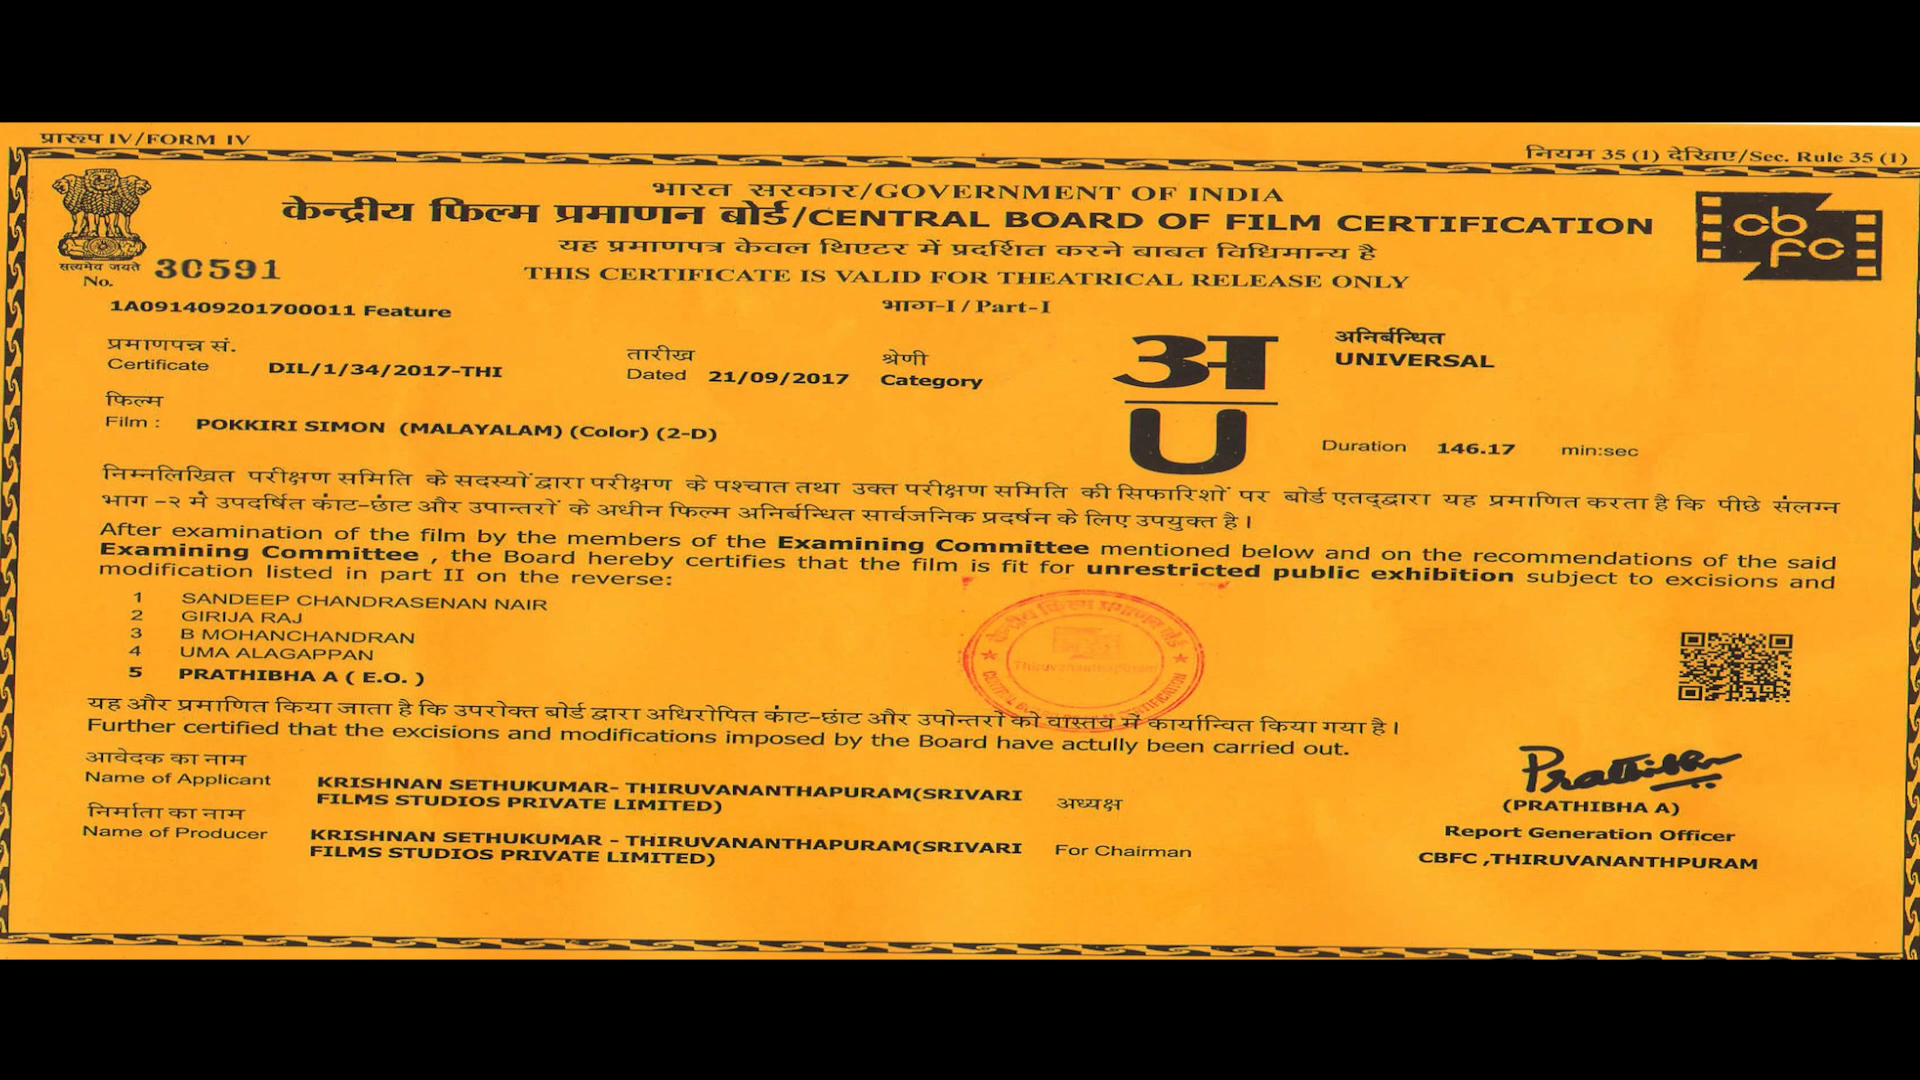 प्रारूप IV/FORM IV
नियम 35 (1) देखिए/Sec. Rule 35 (1)
भारत सरकार/GOVERNMENT OF INDIA
केन्द्रीय फिल्म प्रमाणन बोर्ड/CENTRAL BOARD OF FILM CERTIFICATION
cb
fc
यह प्रमाणपत्र केवल थिएटर में प्रदर्शित करने बाबत विधिमान्य है
सत्यमेव जयते
No. 30591
THIS CERTIFICATE IS VALID FOR THEATRICAL RELEASE ONLY
1A091409201700011 Feature
भाग-I / Part-I
प्रमाणपन्न सं.
Certificate DIL/1/34/2017-THI
तारीख
Dated 21/09/2017
श्रेणी
Category
अ
U
अनिर्बन्धित
UNIVERSAL
फिल्म
Film : POKKIRI SIMON (MALAYALAM) (Color) (2-D)
Duration 146.17 min:sec
निम्नलिखित परीक्षण समिति के सदस्यों द्वारा परीक्षण के पश्चात तथा उक्त परीक्षण समिति की सिफारिशों पर बोर्ड एतद्द्वारा यह प्रमाणित करता है कि पीछे संलग्न
भाग -२ में उपदर्षित कांट-छांट और उपान्तरों के अधीन फिल्म अनिर्बन्धित सार्वजनिक प्रदर्षन के लिए उपयुक्त है।
After examination of the film by the members of the Examining Committee mentioned below and on the recommendations of the said
Examining Committee , the Board hereby certifies that the film is fit for unrestricted public exhibition subject to excisions and
modification listed in part II on the reverse:
1 SANDEEP CHANDRASENAN NAIR
2 GIRIJA RAJ
3 B MOHANCHANDRAN
4 UMA ALAGAPPAN
5 PRATHIBHA A ( E.O. )
केन्द्रीय फिल्म प्रमाणन बोर्ड
Thiruvananthapuram
यह और प्रमाणित किया जाता है कि उपरोक्त बोर्ड द्वारा अधिरोपित कांट-छांट और उपोन्तरों को वास्तव में कार्यान्वित किया गया है।
Further certified that the excisions and modifications imposed by the Board have actully been carried out.
आवेदक का नाम
Name of Applicant KRISHNAN SETHUKUMAR- THIRUVANANTHAPURAM(SRIVARI
FILMS STUDIOS PRIVATE LIMITED)
अध्यक्ष
निर्माता का नाम
Name of Producer KRISHNAN SETHUKUMAR - THIRUVANANTHAPURAM(SRIVARI
FILMS STUDIOS PRIVATE LIMITED)
For Chairman
(PRATHIBHA A)
Report Generation Officer
CBFC ,THIRUVANANTHPURAM